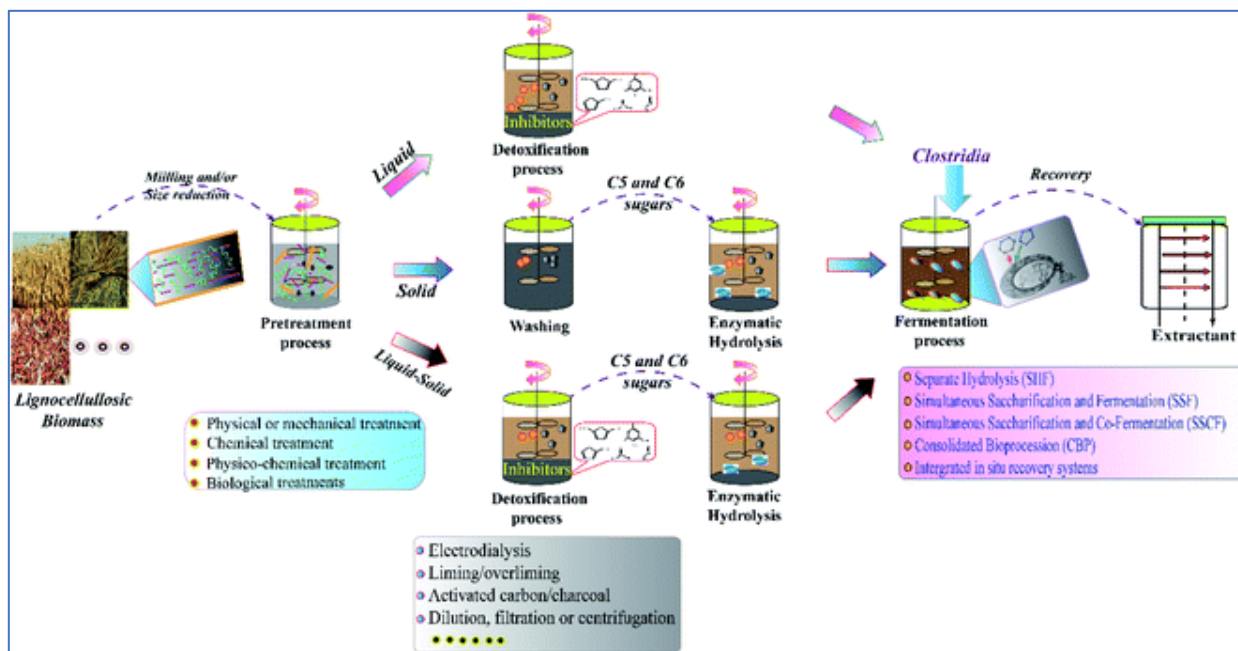 Inhibitors
Detoxification
process
Liquid
Miilling and/or
Size reduction
C5 and C6
sugars
Clostridia
Recovery
Solid
Pretreatment
process
Washing
Enzymatic
Hydrolysis
Fermentation
process
Extractant
Liquid-Solid
C5 and C6
sugars
Lignocellullosic
Biomass
Physical or mechanical treatment
Chemical treatment
Physico-chemical treatment
Biological treatments
Inhibitors
Detoxification
process
Enzymatic
Hydrolysis
Separate Hydrolysis (SHF)
Simultaneous Saccharification and Fermentation (SSF)
Simultaneous Saccharification and Co-Fermentation (SSCF)
Consolidated Bioprocession (CBP)
Intergrated in situ recovery systems
Electrodialysis
Liming/overliming
Activated carbon/charcoal
Dilution, filtration or centrifugation